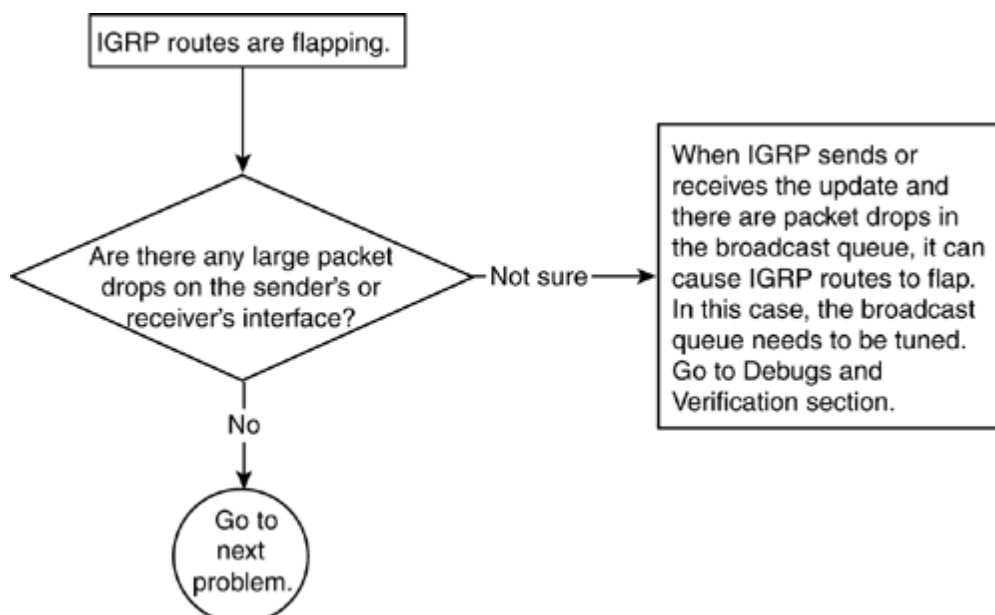 IGRP routes are flapping.
Are there any large packet
drops on the sender's or
receiver's interface?
Not sure
When IGRP sends or
receives the update and
there are packet drops in
the broadcast queue, it can
cause IGRP routes to flap.
In this case, the broadcast
queue needs to be tuned.
Go to Debugs and
Verification section.
No
Go to
next
problem.